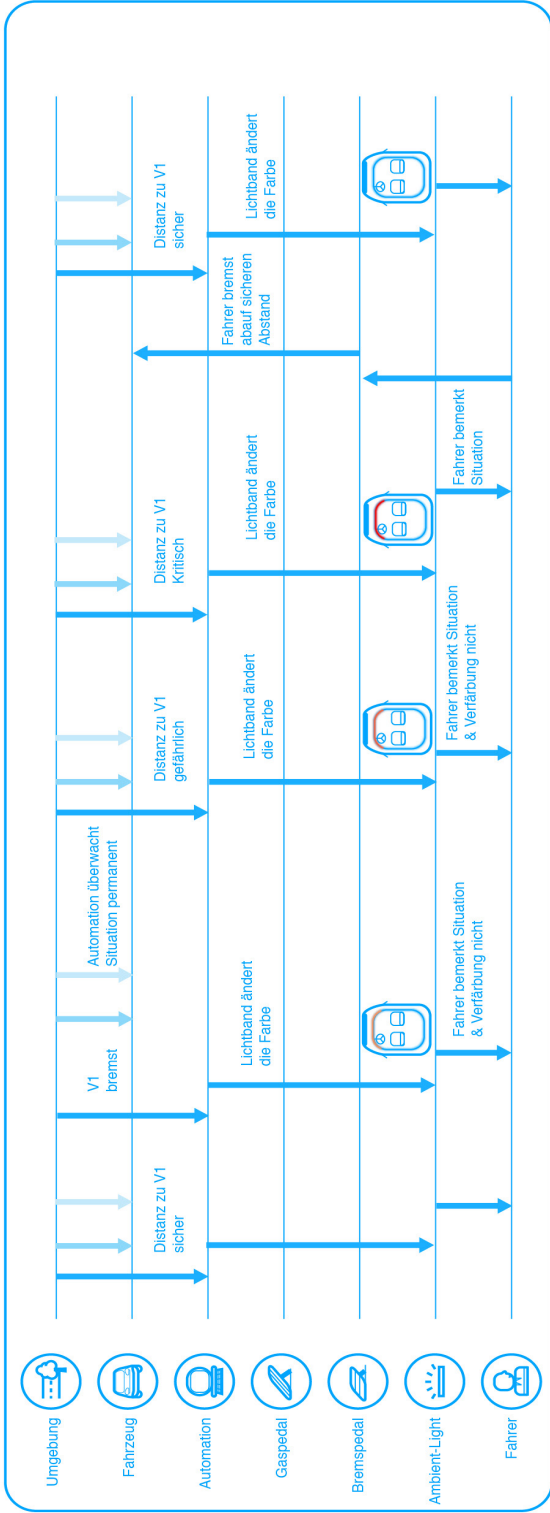 Umgebung
Fahrzeug
Automation
Gaspedal
Bremspedal
Ambient-Light
Fahrer
Distanz zu V1
sicher
V1
bremst
Lichtband ändert
die Farbe
Fahrer bemerkt Situation
& Verfärbung nicht
Automation überwacht
Situation permanent
Distanz zu V1
gefährlich
Lichtband ändert
die Farbe
Fahrer bemerkt Situation
& Verfärbung nicht
Distanz zu V1
Kritisch
Lichtband ändert
die Farbe
Fahrer bemerkt
Situation
Fahrer bremst
abauf sicheren
Abstand
Distanz zu V1
sicher
Lichtband ändert
die Farbe